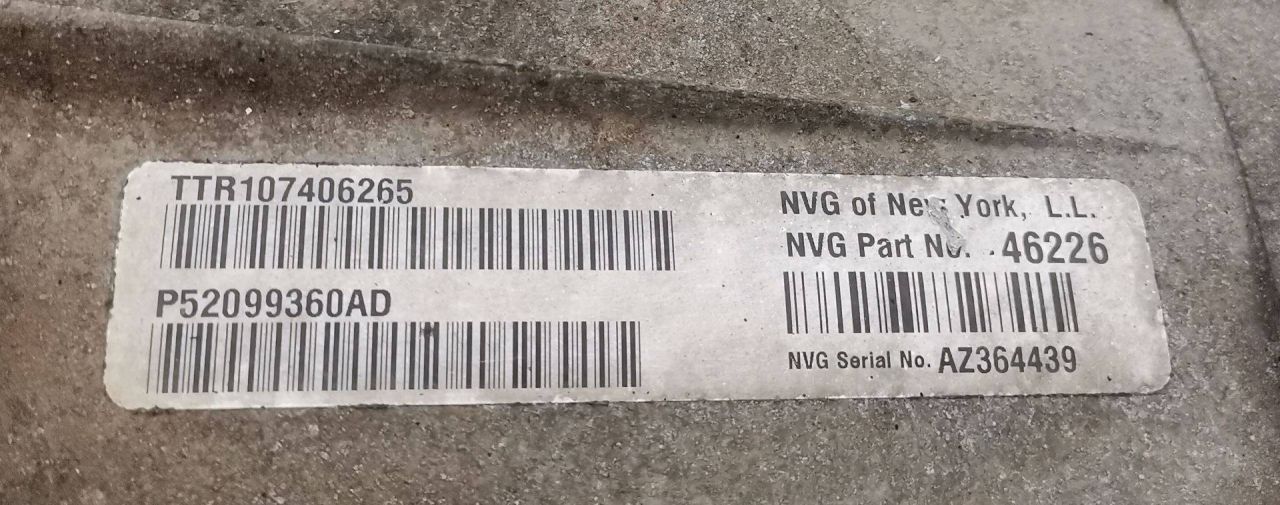 TTR107406265
P52099360AD
NVG of New York, L.L.
NVG Part No. 46226
NVG Serial No. AZ364439